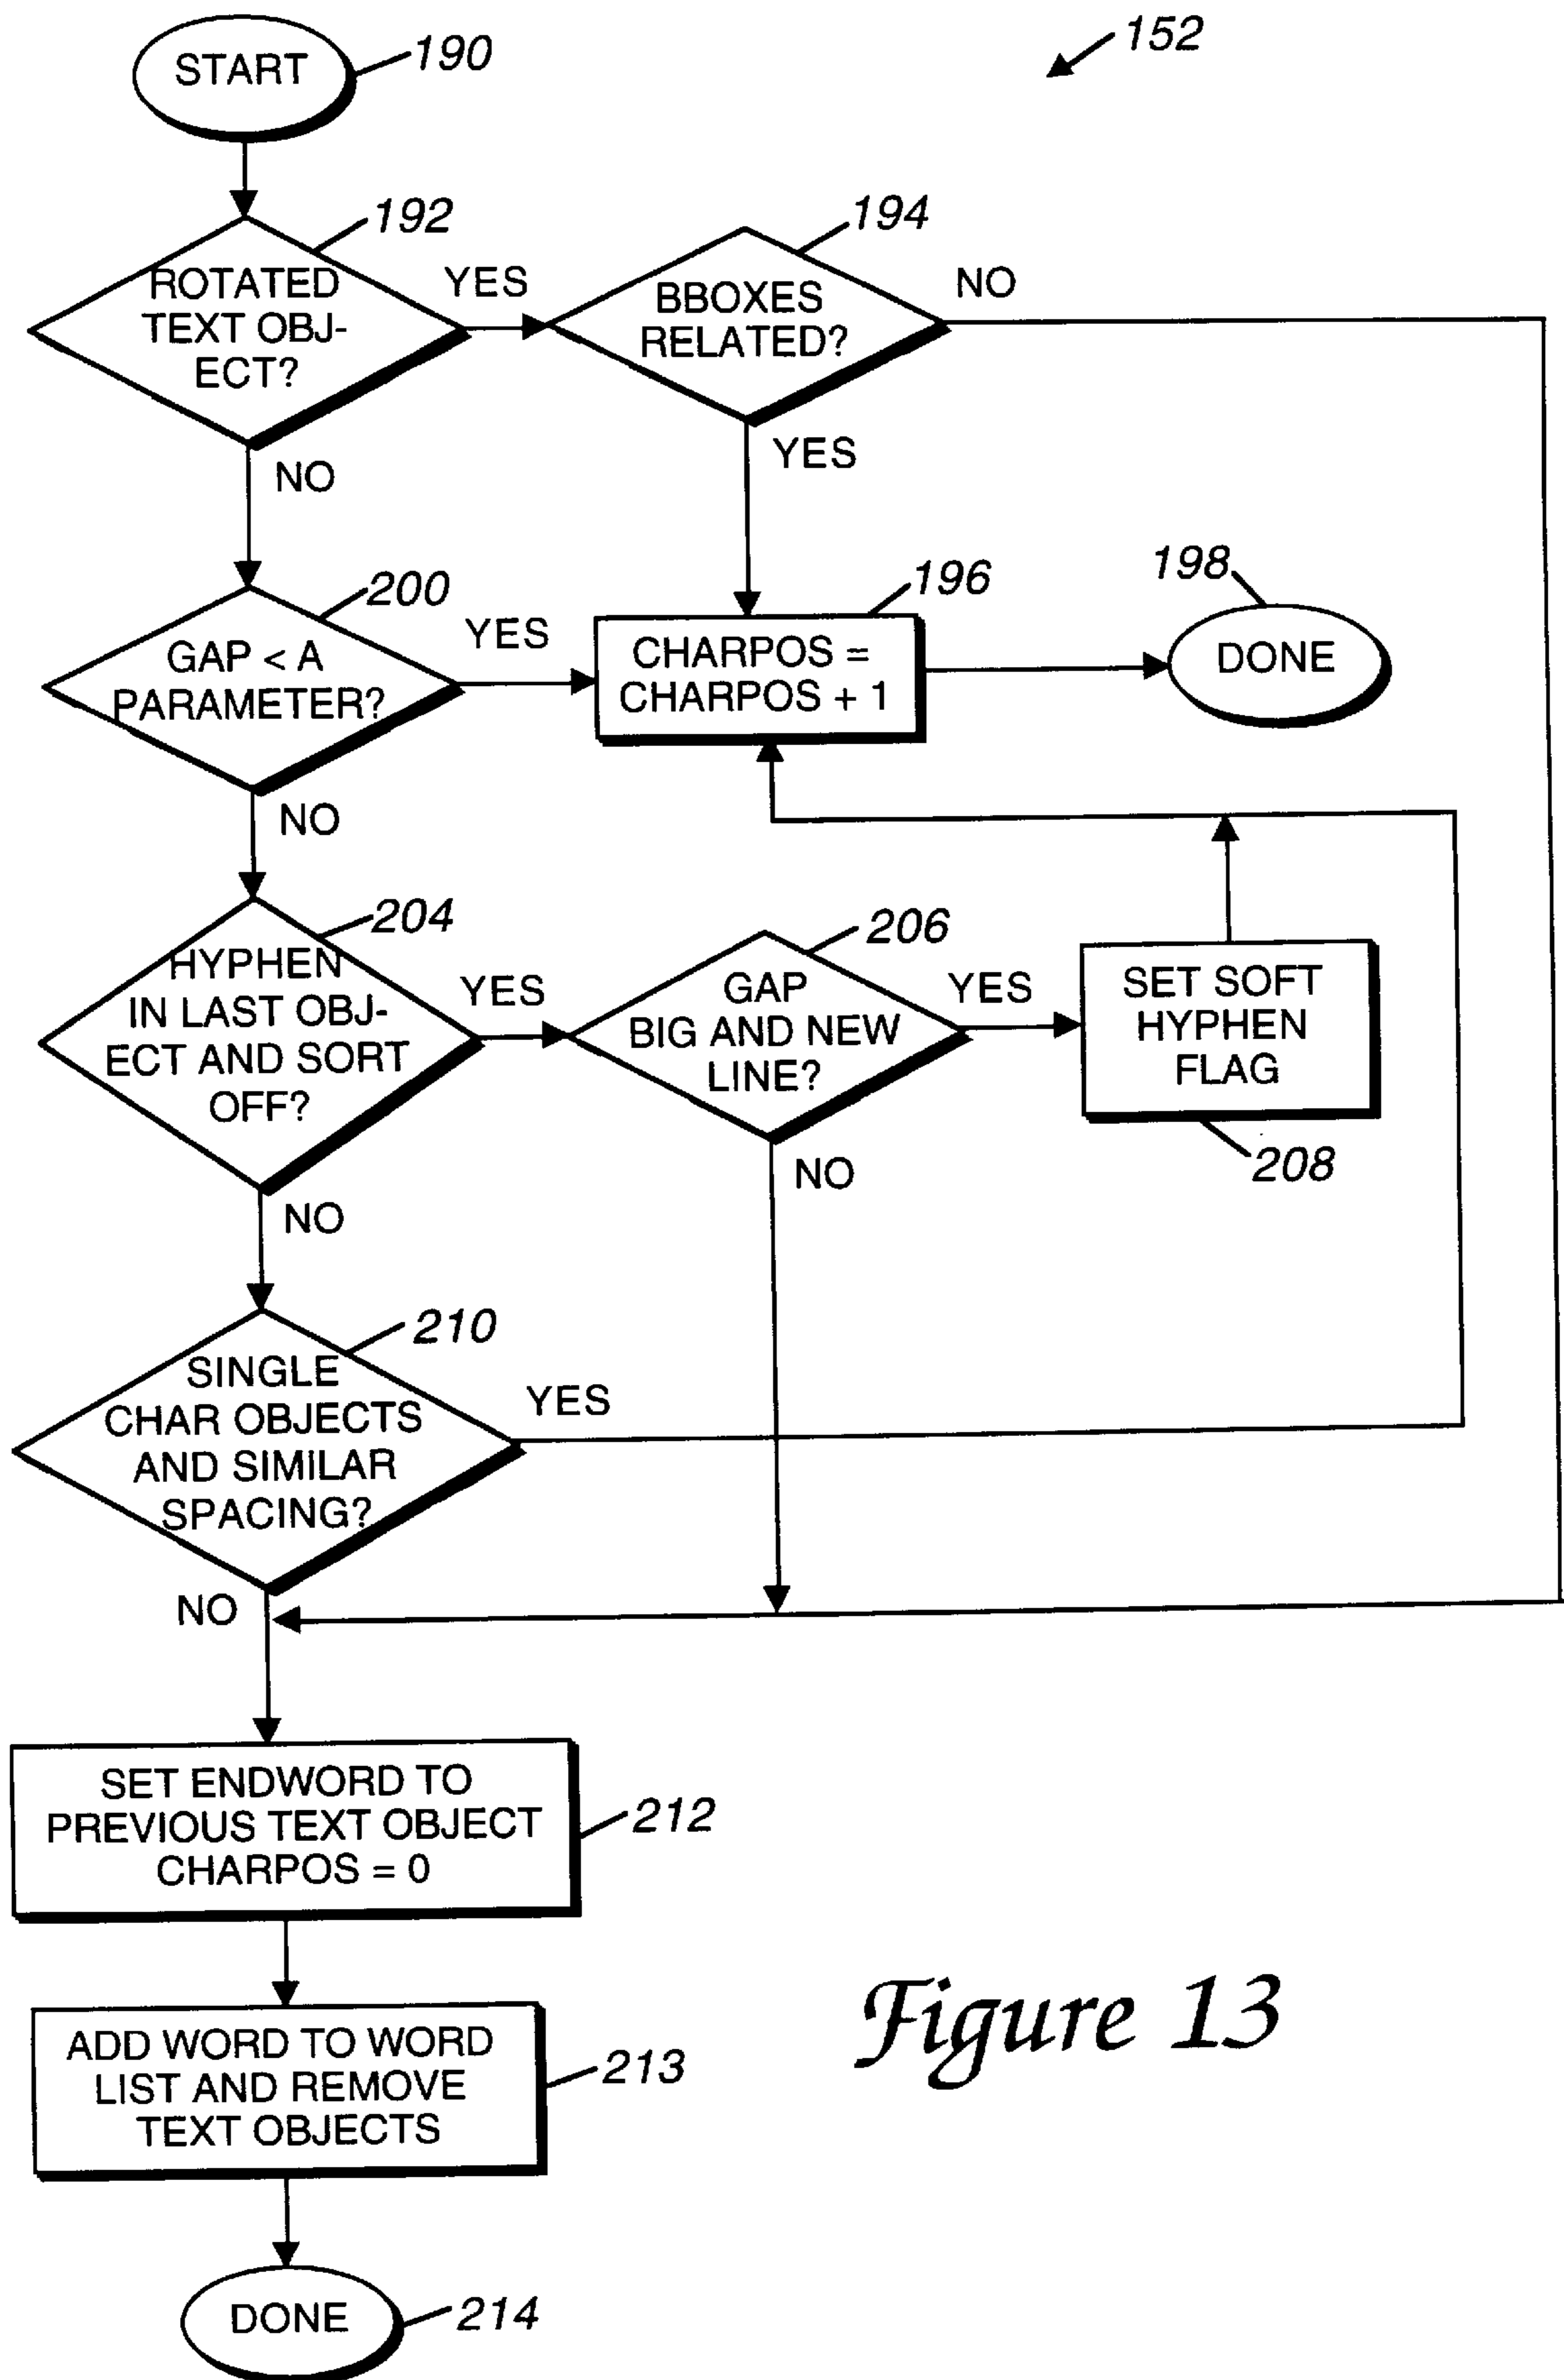 START
190
152
192
ROTATED
TEXT OBJ-
ECT?
YES
194
BBOXES
RELATED?
NO
NO
YES
200
GAP < A
PARAMETER?
YES
196
CHARPOS =
CHARPOS + 1
198
DONE
NO
204
HYPHEN
IN LAST OBJ-
ECT AND SORT
OFF?
YES
206
GAP
BIG AND NEW
LINE?
YES
SET SOFT
HYPHEN
FLAG
208
NO
NO
210
SINGLE
CHAR OBJECTS
AND SIMILAR
SPACING?
YES
NO
SET ENDWORD TO
PREVIOUS TEXT OBJECT
CHARPOS = 0
212
ADD WORD TO WORD
LIST AND REMOVE
TEXT OBJECTS
213
DONE
214
Figure 13